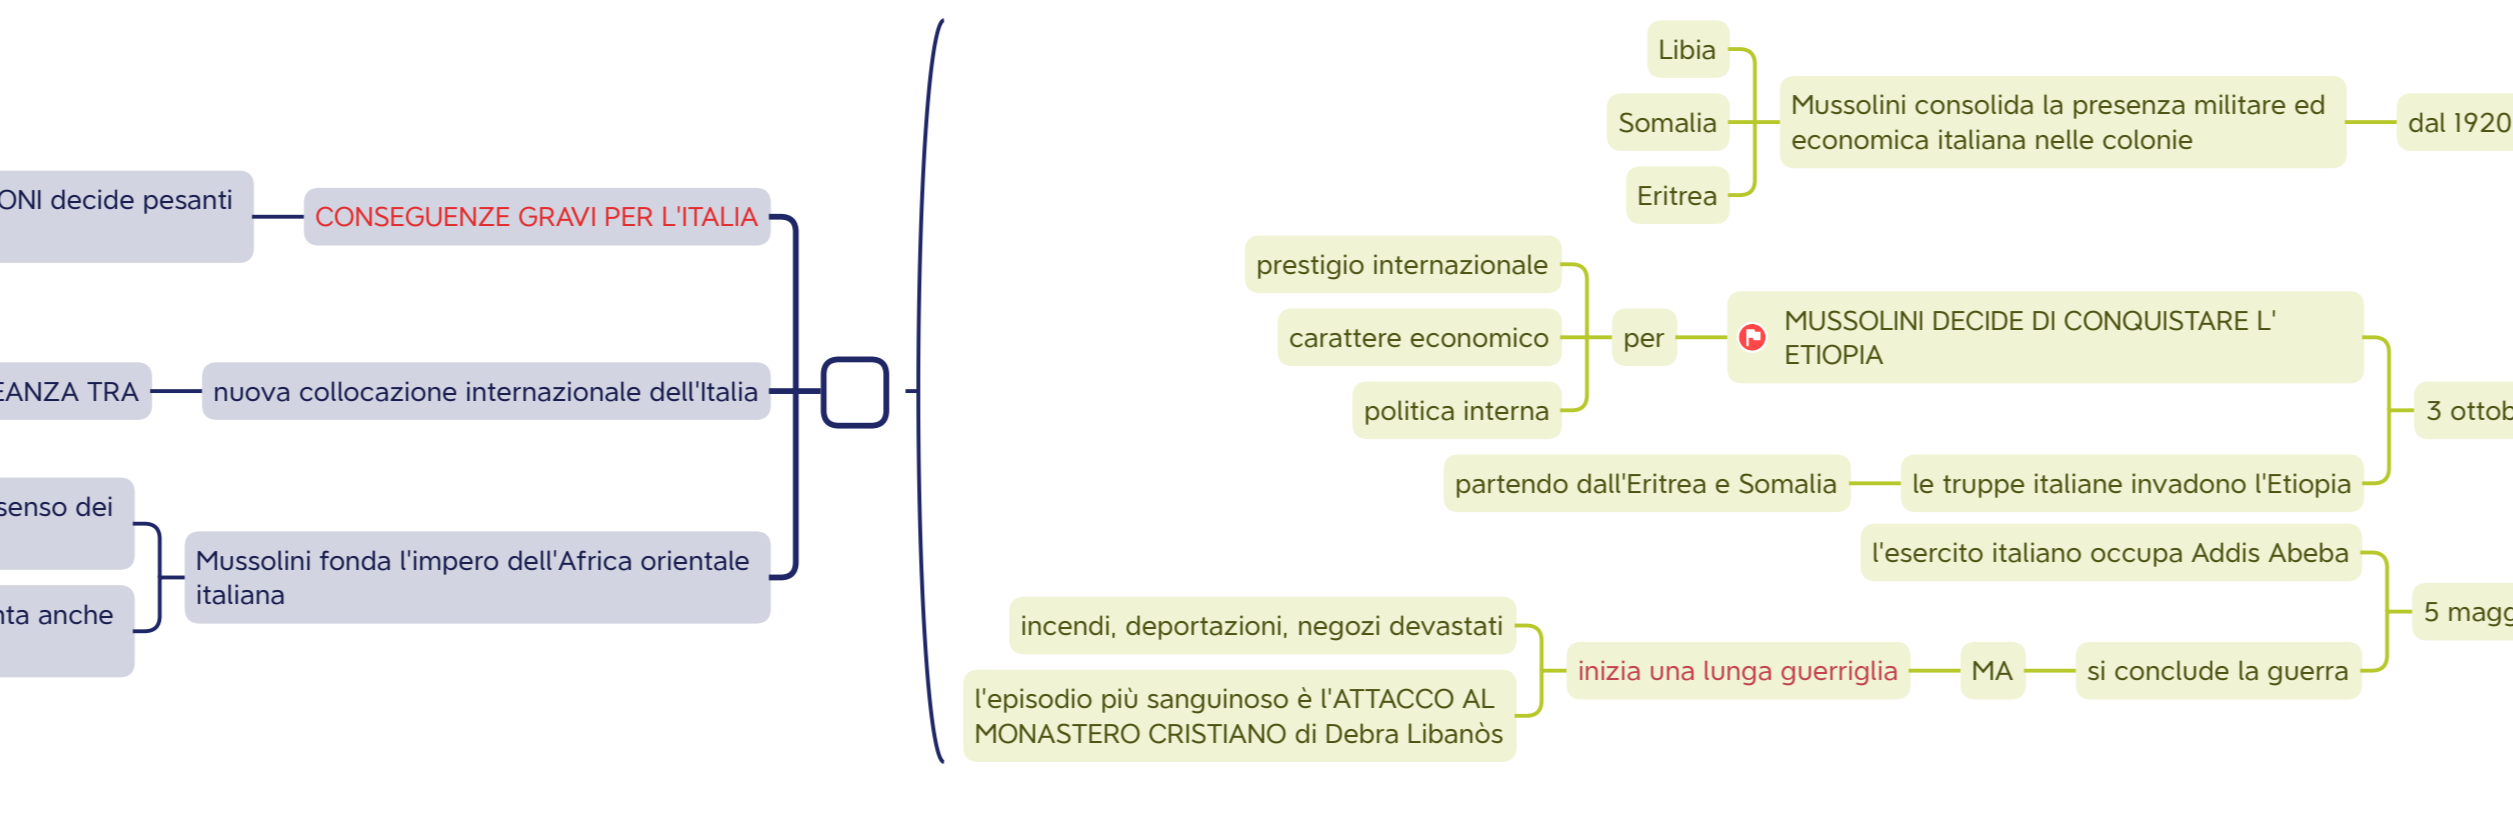 Libia
Somalia
Eritrea
Mussolini consolida la presenza militare ed
economica italiana nelle colonie
dal 1920
prestigio internazionale
carattere economico
politica interna
per
MUSSOLINI DECIDE DI CONQUISTARE L'
ETIOPIA
3 ottob
partendo dall'Eritrea e Somalia
le truppe italiane invadono l'Etiopia
l'esercito italiano occupa Addis Abeba
5 magg
incendi, deportazioni, negozi devastati
l'episodio più sanguinoso è l'ATTACCO AL
MONASTERO CRISTIANO di Debra Libanòs
inizia una lunga guerriglia
MA
si conclude la guerra
CONSEGUENZE GRAVI PER L'ITALIA
ONI decide pesanti
nuova collocazione internazionale dell'Italia
EANZA TRA
Mussolini fonda l'impero dell'Africa orientale
italiana
senso dei
nta anche